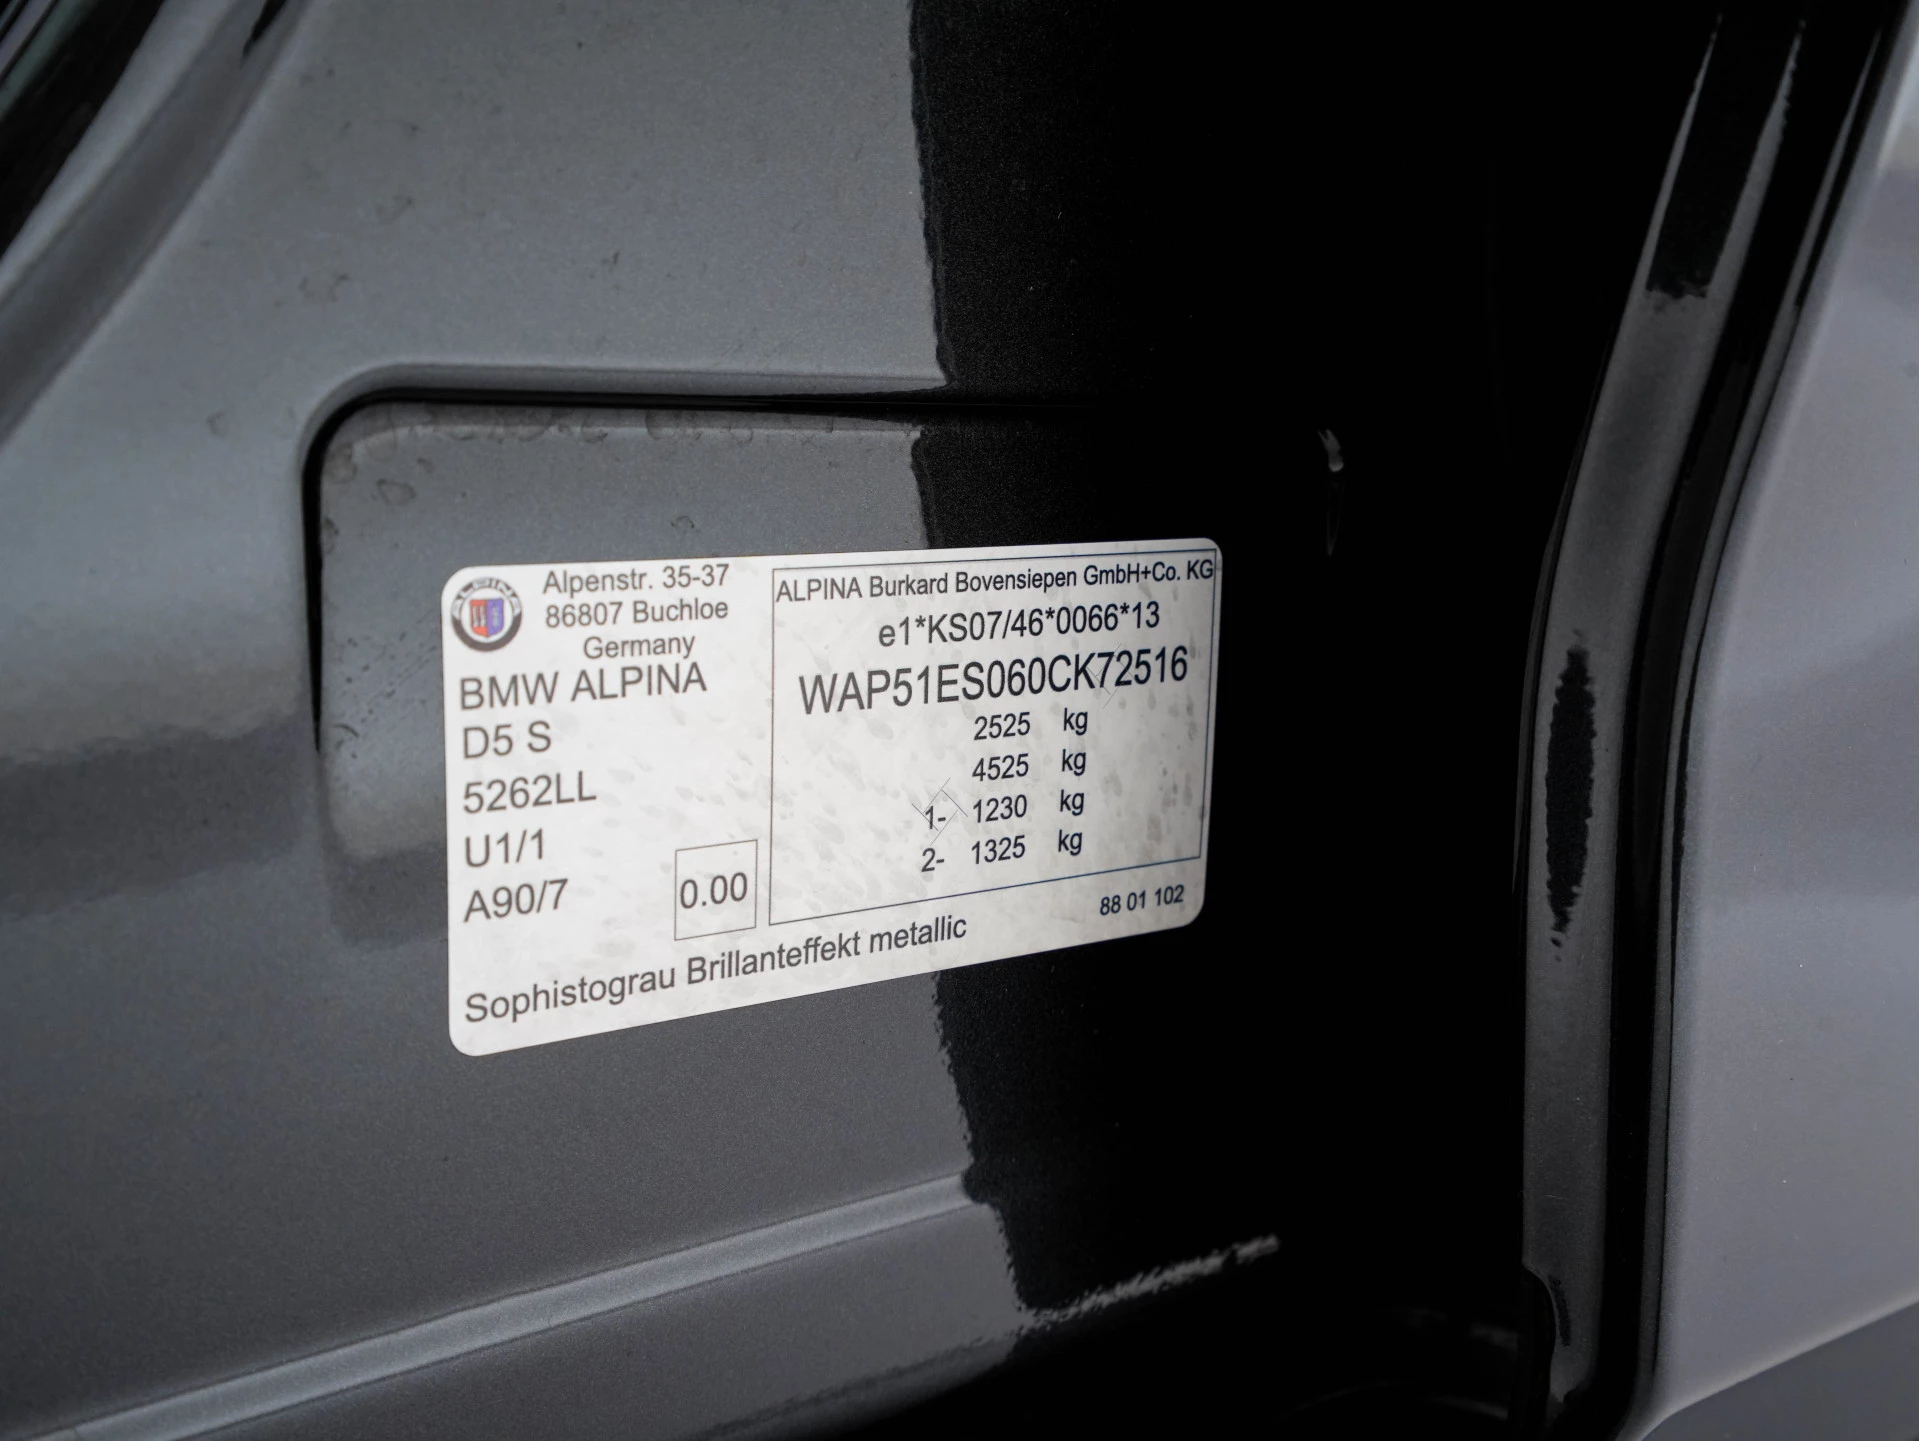 ALPINA
Alpenstr. 35-37
86807 Buchloe
Germany
BMW ALPINA
D5 S
5262LL
U1/1
A90/7
0.00
Sophistograu Brillanteffekt metallic
ALPINA Burkard Bovensiepen GmbH+Co. KG
e1*KS07/46*0066*13
WAP51ES060CK72516
2525 kg
4525 kg
1- 1230 kg
2- 1325 kg
88 01 102